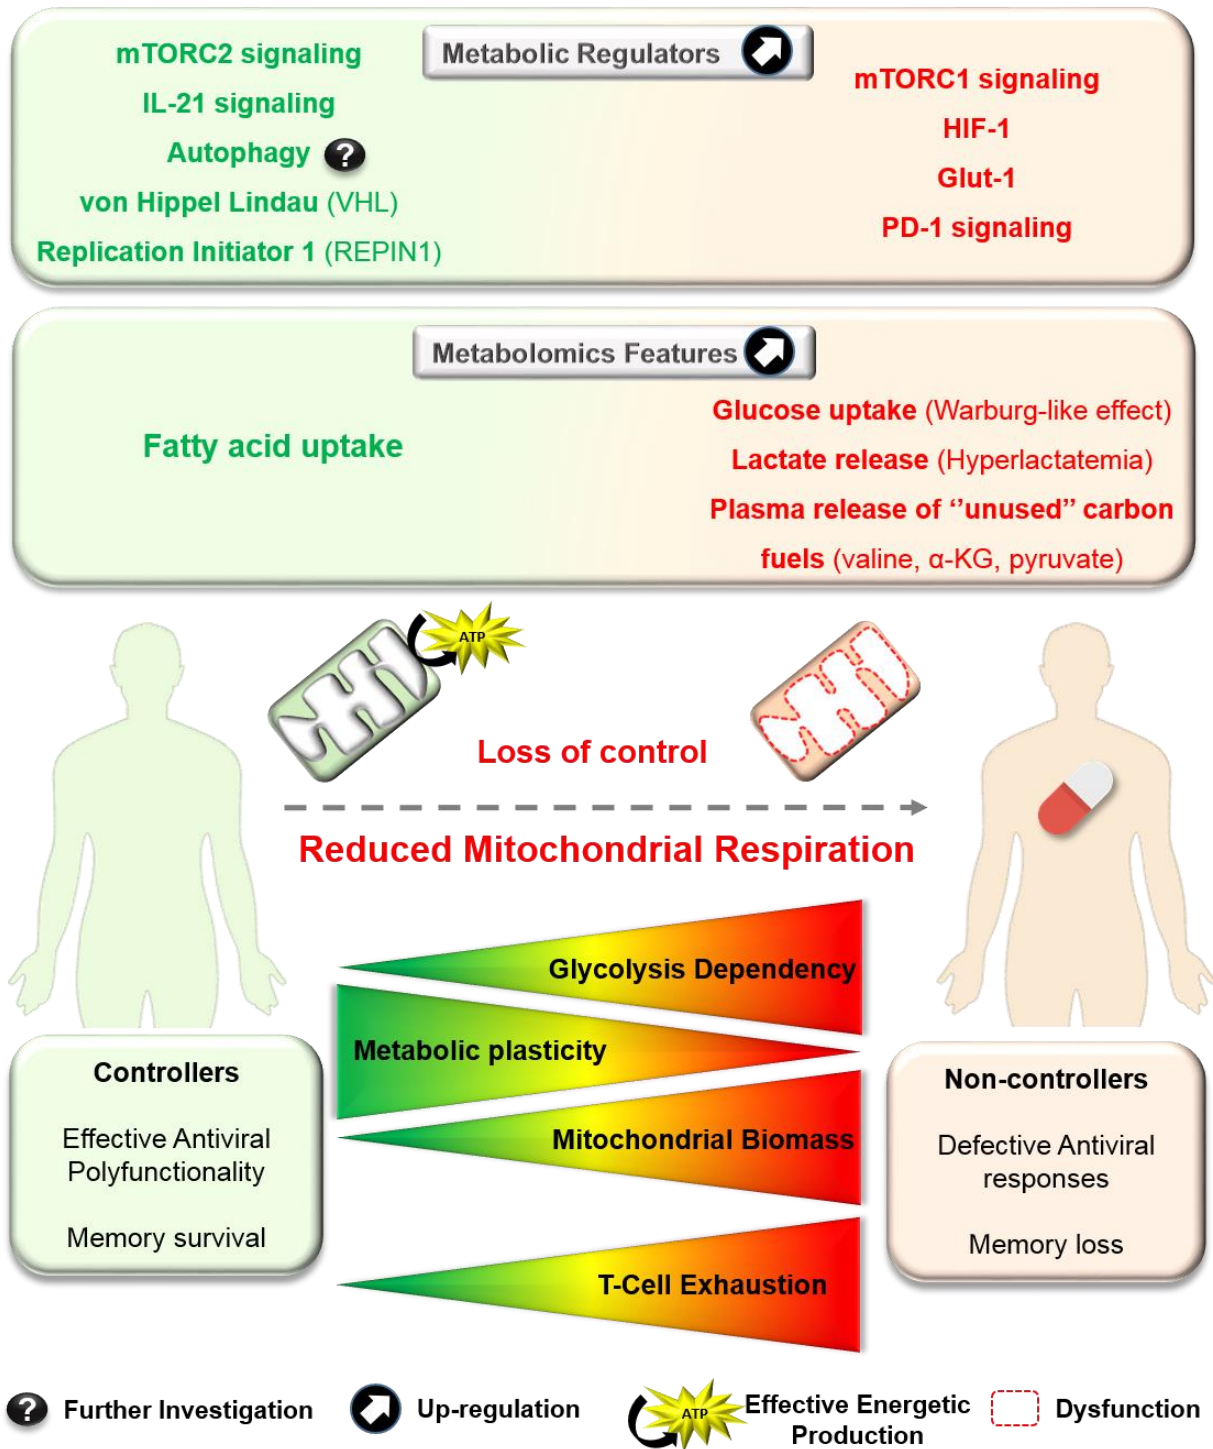 Metabolic Regulators
mTORC2 signaling
IL-21 signaling
Autophagy ?
von Hippel Lindau (VHL)
Replication Initiator 1 (REPIN1)
mTORC1 signaling
HIF-1
Glut-1
PD-1 signaling
Metabolomics Features
Fatty acid uptake
Glucose uptake (Warburg-like effect)
Lactate release (Hyperlactatemia)
Plasma release of ‘’unused’’ carbon
fuels (valine, α-KG, pyruvate)
ATP
Loss of control
Reduced Mitochondrial Respiration
Glycolysis Dependency
Metabolic plasticity
Mitochondrial Biomass
T-Cell Exhaustion
Controllers
Effective Antiviral
Polyfunctionality
Memory survival
Non-controllers
Defective Antiviral
responses
Memory loss
? Further Investigation
Up-regulation
ATP
Effective Energetic
Production
Dysfunction